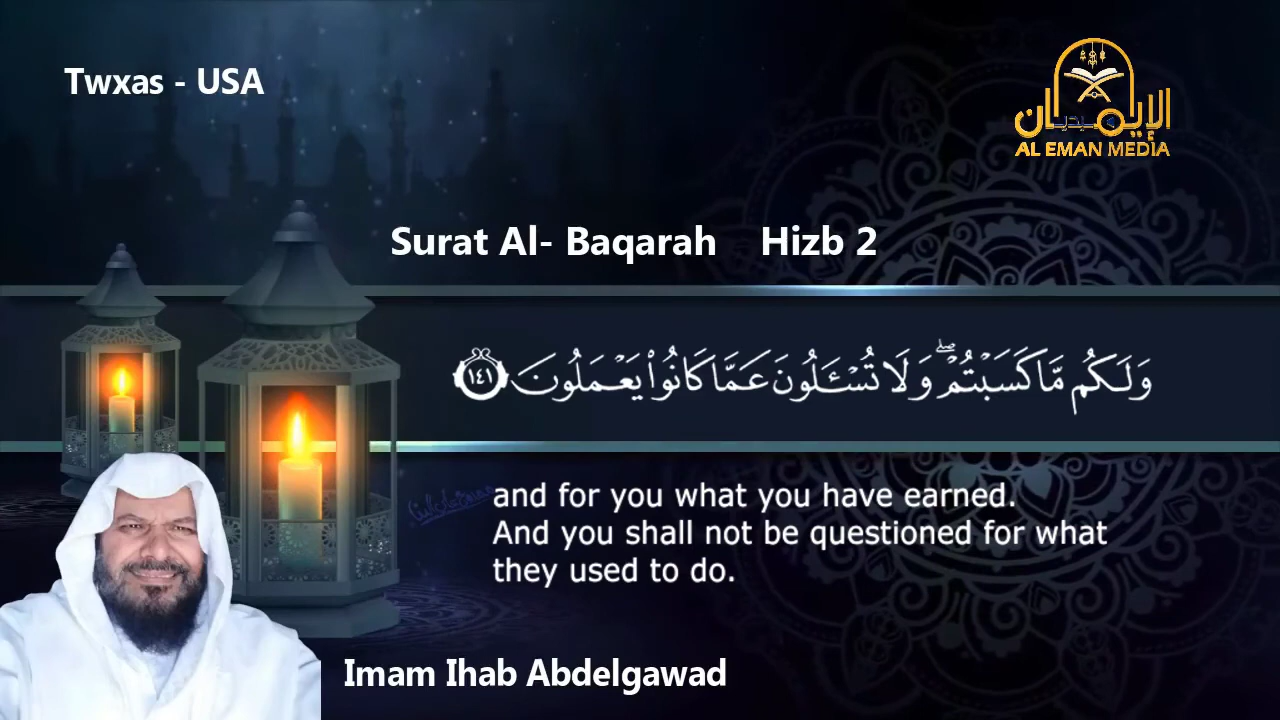 Twxas - USA
الإيمان
ميديا
AL EMAN MEDIA
Surat Al- Baqarah Hizb 2
وَلَكُم مَّا كَسَبْتُمْ ۖ وَلَا تُسْـَٔلُونَ عَمَّا كَانُوا۟ يَعْمَلُونَ ١٤١
and for you what you have earned.
And you shall not be questioned for what
they used to do.
Imam Ihab Abdelgawad